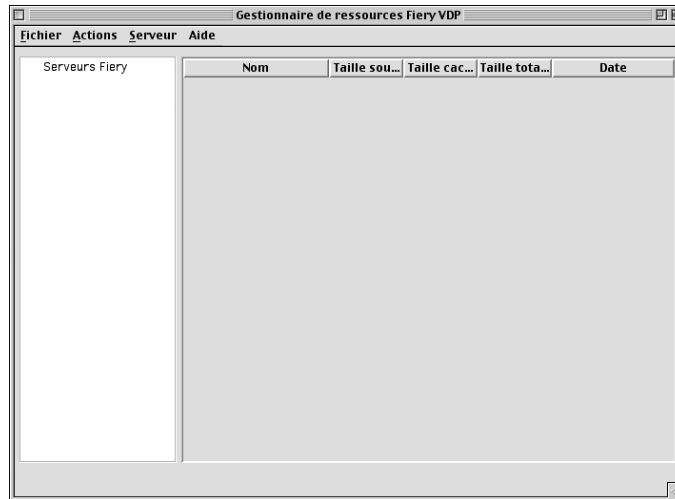 Gestionnaire de ressources Fiery VDP
Fichier Actions Serveur Aide
Serveurs Fiery
Nom Taille sou... Taille cac... Taille tota... Date